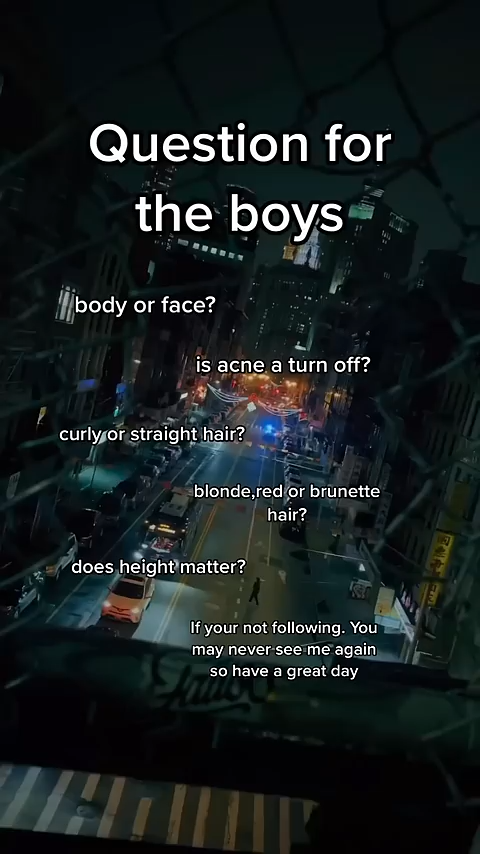 Question for
the boys
body or face?
is acne a turn off?
curly or straight hair?
blonde,red or brunette
hair?
does height matter?
If your not following. You
may never see me again
so have a great day